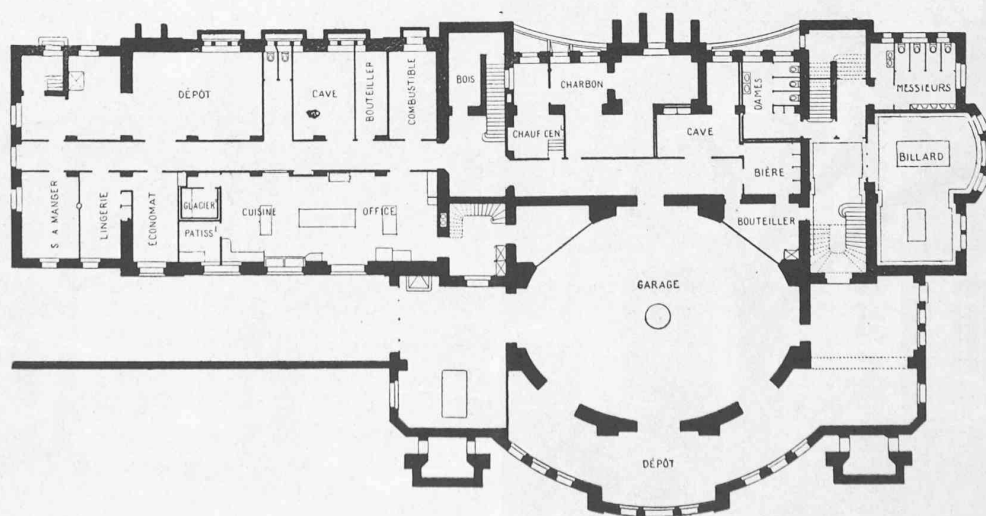 DÉPÔT
CAVE
BOUTEILLER
COMBUSTIBLE
BOIS
CHARBON
CHAUF CEN^L
CAVE
DAMES
MESSIEURS
BILLARD
BIÈRE
BOUTEILLER
S A MANGER
LINGERIE
ECONOMAT
GLACIER
PATISS^E
CUISINE
OFFICE
GARAGE
DÉPÔT